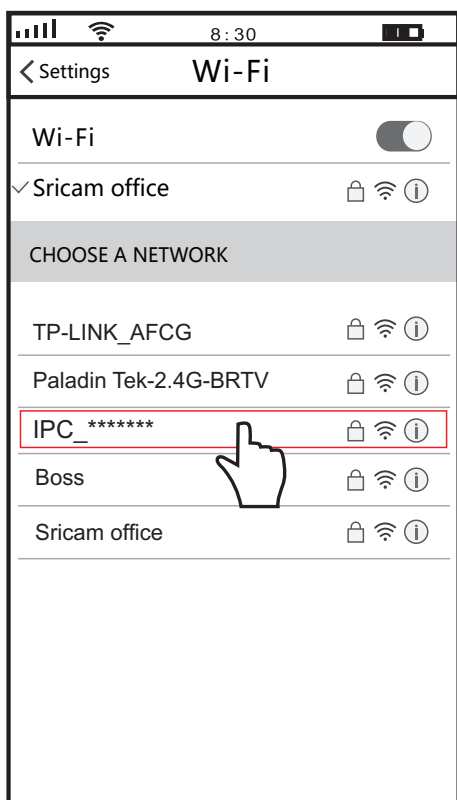 8:30
Settings Wi-Fi
Wi-Fi
Sricam office
CHOOSE A NETWORK
TP-LINK_AFCG
Paladin Tek-2.4G-BRTV
IPC_*******
Boss
Sricam office